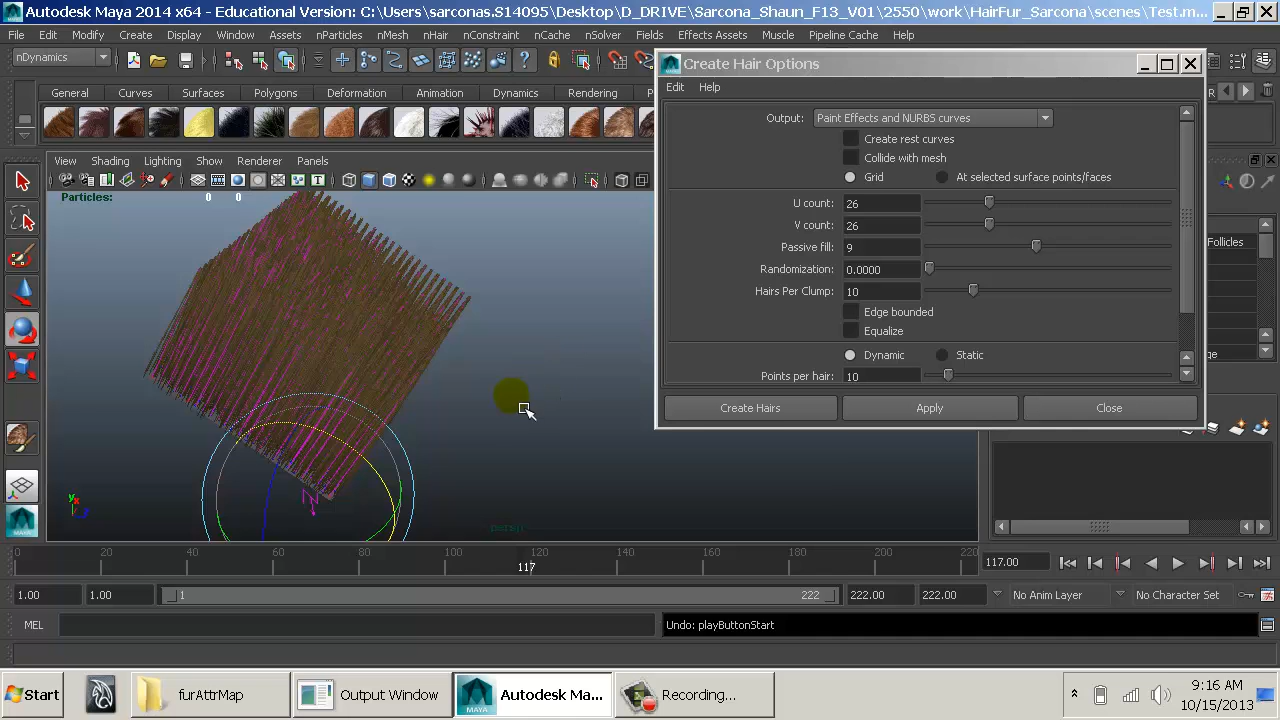 Autodesk Maya 2014 x64 - Educational Version: C:\Users\sarconas.S14095\Desktop\D_DRIVE\Sarcona_Shaun_F13_V01\2550\work\HairFur_Sarcona\scenes\Test.m...
File Edit Modify Create Display Window Assets nParticles nMesh nHair nConstraint nCache nSolver Fields Effects Assets Muscle Pipeline Cache Help
nDynamics
General Curves Surfaces Polygons Deformation Animation Dynamics Rendering
View Shading Lighting Show Renderer Panels
Particles: 0 0
Create Hair Options
Edit Help
Output: Paint Effects and NURBS curves
Create rest curves
Collide with mesh
Grid At selected surface points/faces
U count: 26
V count: 26
Passive fill: 9
Randomization: 0.0000
Hairs Per Clump: 10
Edge bounded
Equalize
Dynamic Static
Points per hair: 10
Create Hairs Apply Close
Follicles
0 20 40 60 80 100 120 140 160 180 200 220
117
117.00
1.00 1.00 1 222 222.00 222.00 No Anim Layer No Character Set
MEL Undo: playButtonStart
Start furAttrMap Output Window Autodesk Ma... Recording... 9:16 AM
10/15/2013